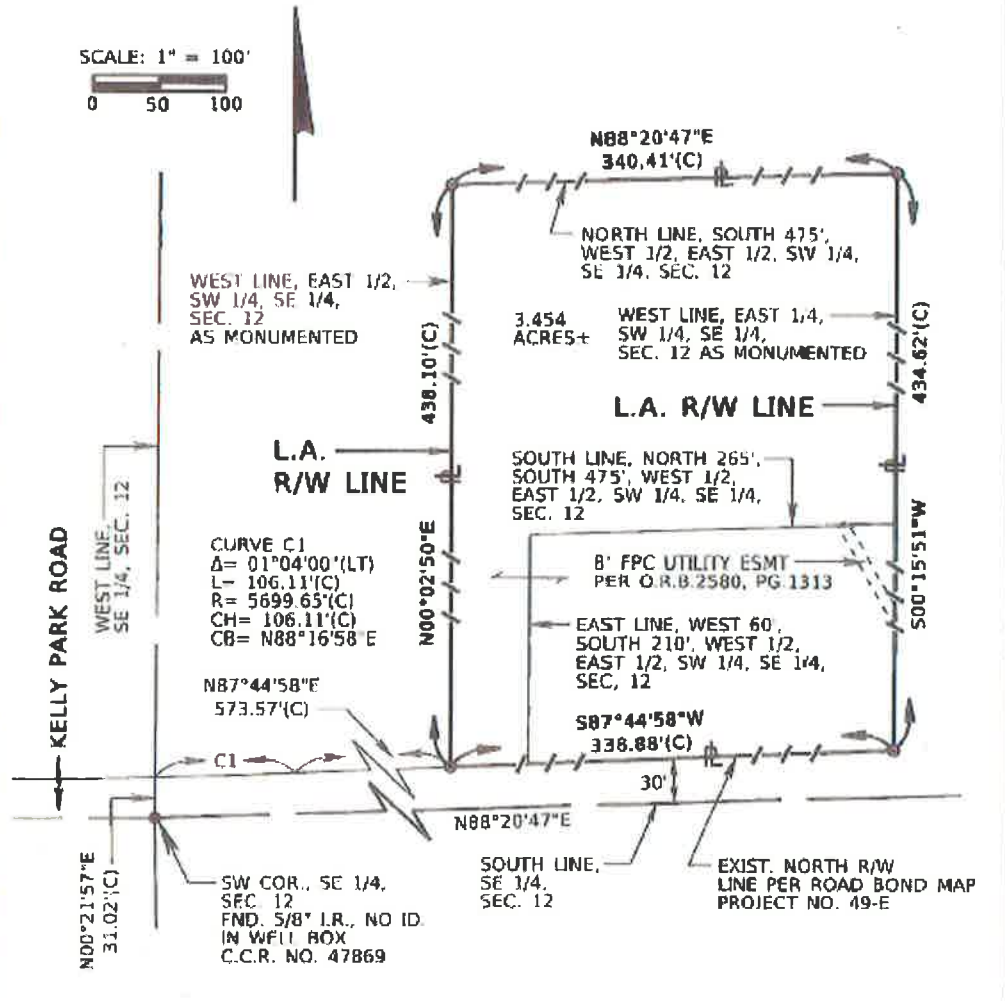 SCALE: 1" = 100'
0 50 100
N88°20'47"E
340.41'(C)
NORTH LINE, SOUTH 475',
WEST 1/2, EAST 1/2, SW 1/4,
SE 1/4, SEC. 12
WEST LINE, EAST 1/2,
SW 1/4, SE 1/4,
SEC. 12
AS MONUMENTED
3.454
ACRES±
WEST LINE, EAST 1/4,
SW 1/4, SE 1/4,
SEC. 12 AS MONUMENTED
438.10'(C)
434.62'(C)
L.A. R/W LINE
L.A.
R/W LINE
SOUTH LINE, NORTH 265',
SOUTH 475', WEST 1/2,
EAST 1/2, SW 1/4, SE 1/4,
SEC. 12
WEST LINE,
SE 1/4, SEC. 12
CURVE C1
Δ= 01°04'00"(LT)
L= 106.11'(C)
R= 5699.65'(C)
CH= 106.11'(C)
CB= N88°16'58"E
N00°02'50"E
8' FPC UTILITY ESMT
PER O.R.B.2580, PG.1313
S00°15'51"W
EAST LINE, WEST 60',
SOUTH 210', WEST 1/2,
EAST 1/2, SW 1/4, SE 1/4,
SEC. 12
KELLY PARK ROAD
N87°44'58"E
573.57'(C)
S87°44'58"W
338.88'(C)
C1
30'
N88°20'47"E
N00°21'57"E
31.02'(C)
SW COR., SE 1/4,
SEC. 12
FND. 5/8" I.R., NO ID.
IN WELL BOX
C.C.R. NO. 47869
SOUTH LINE,
SE 1/4,
SEC. 12
EXIST. NORTH R/W
LINE PER ROAD BOND MAP
PROJECT NO. 49-E